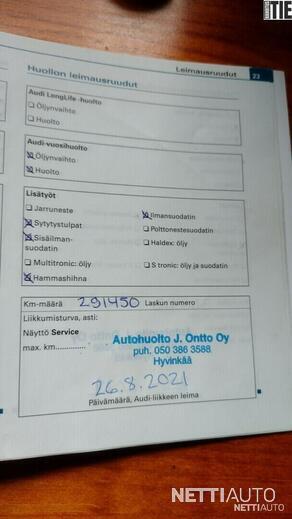 TIE
Leimausruudut 23
Huollon leimausruudut
Audi LongLife -huolto
Öljynvaihto
Huolto
Audi-vuosihuolto
Öljynvaihto
Huolto
Lisätyöt
Jarruneste
Ilmansuodatin
Sytytystulpat
Polttonestesuodatin
Sisäilman-
suodatin
Haldex: öljy
Multitronic: öljy
S tronic: öljy ja suodatin
Hammashihna
Km-määrä 291450 Laskun numero
Liikkumisturva, asti:
Näyttö Service
max. km..............
Autohuolto J. Ontto Oy
puh. 050 386 3588
Hyvinkää
26.8.2021
Päivämäärä, Audi-liikkeen leima
NETTIAUTO
NETTIAUTO